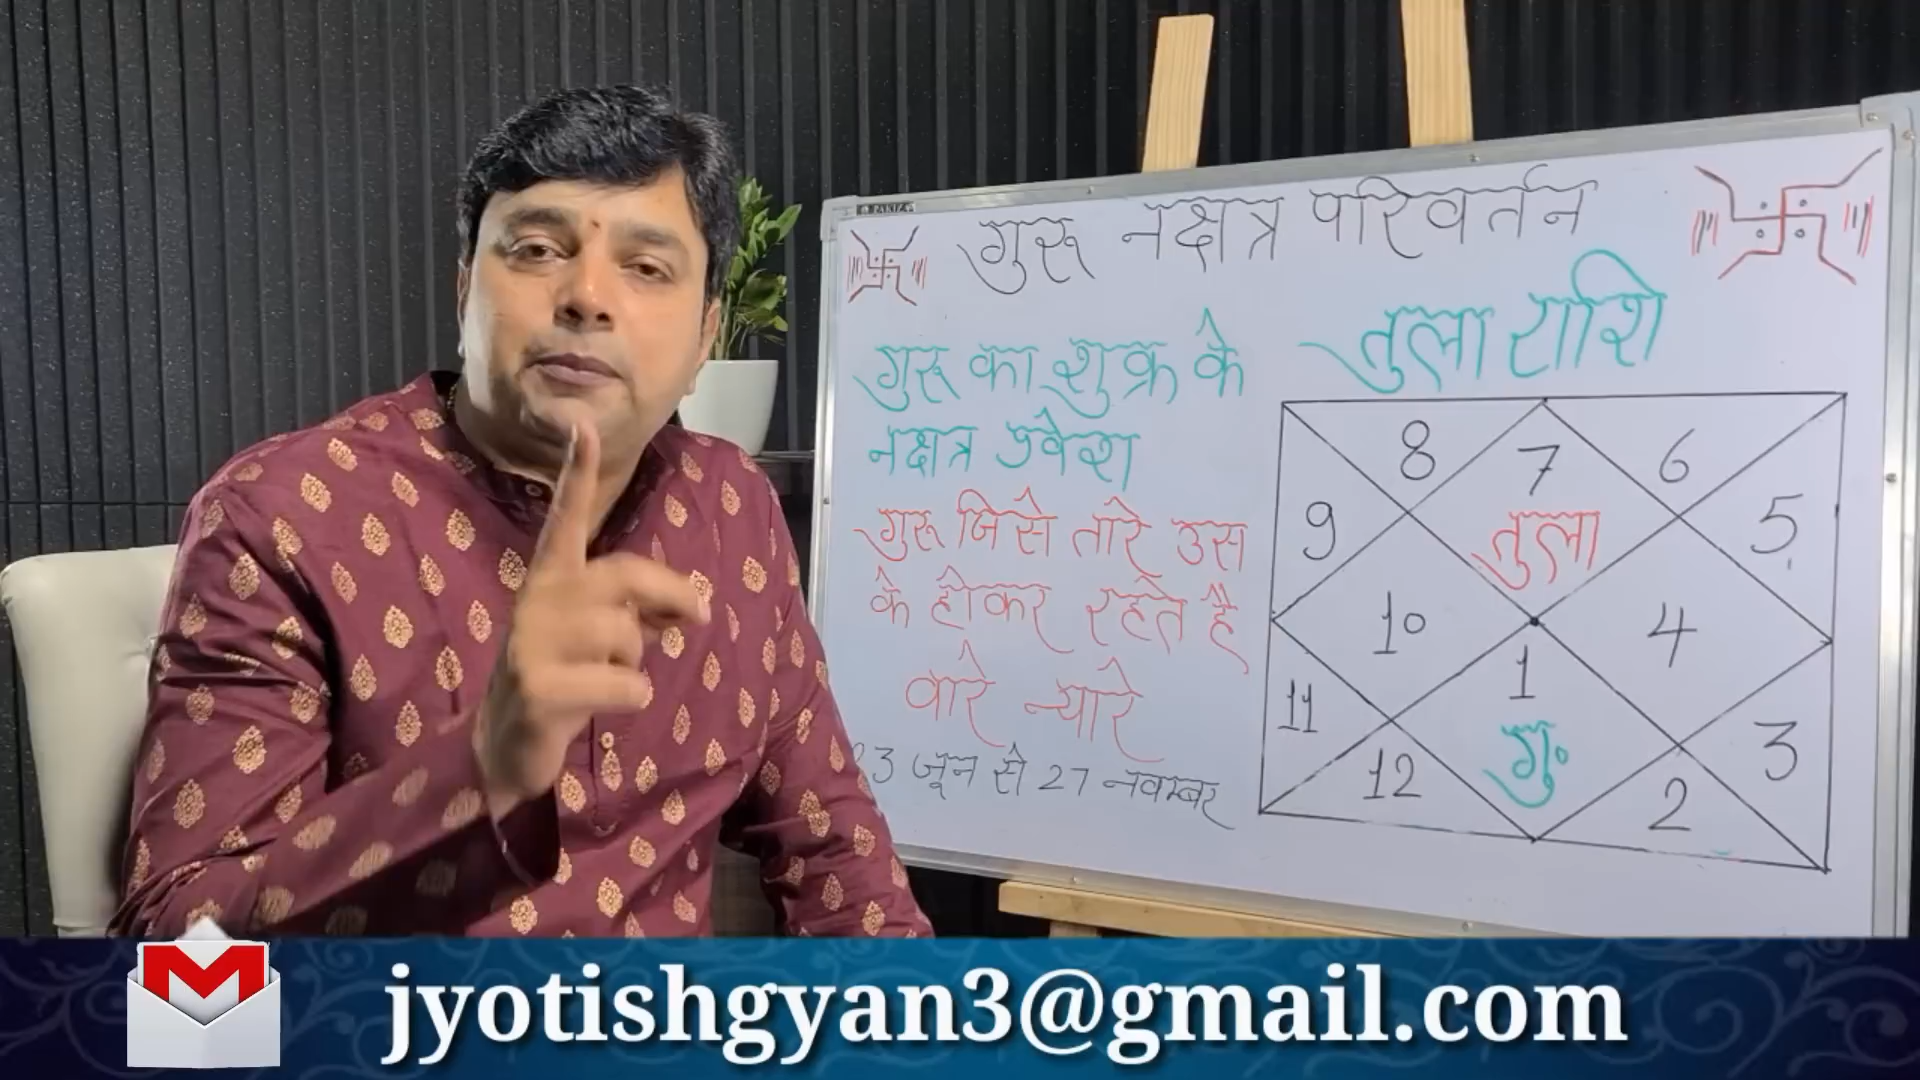 गुरू नक्षत्र परिवर्तन
गुरू का शुक्र के
नक्षत्र प्रवेश
गुरू जिसे तारे उस
के होकर रहते है
वारे न्यारे
23 जून से 27 नवम्बर
तुला राशि
8 7 6
9 तुला 5
10 4
11 1 3
12 गु. 2
jyotishgyan3@gmail.com